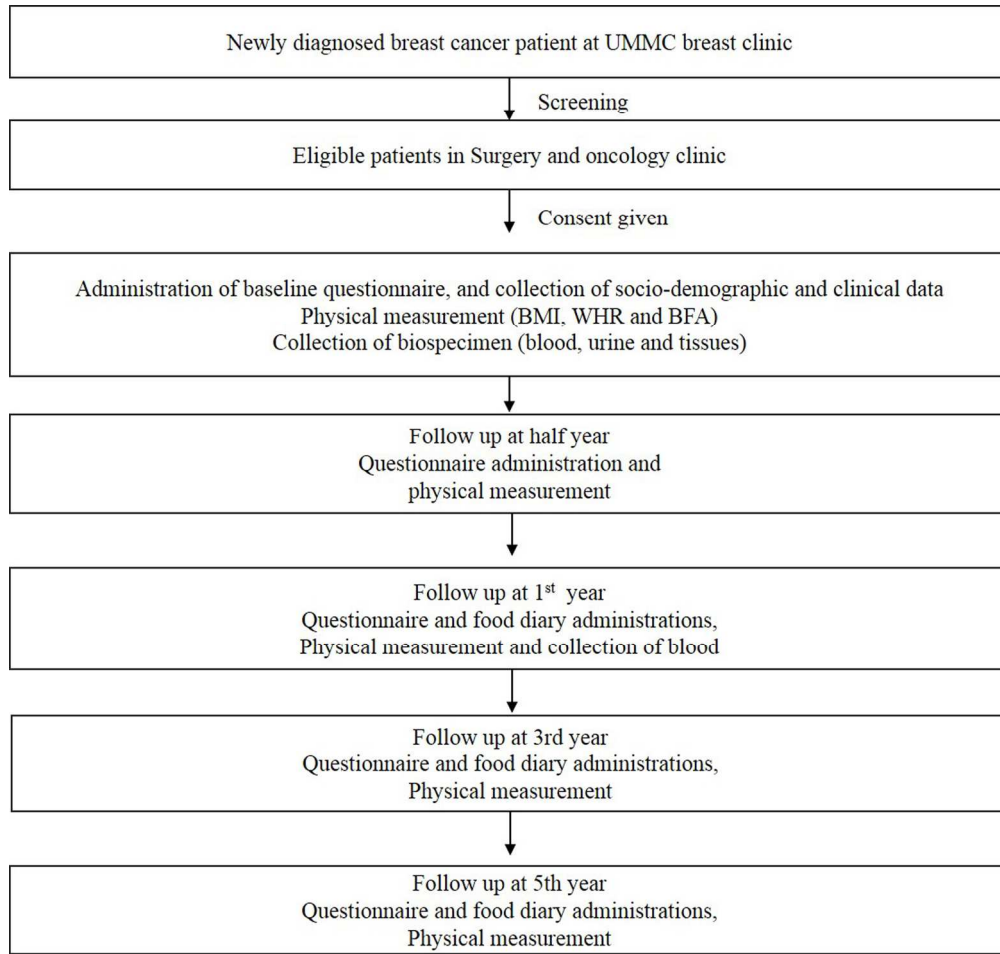 Newly diagnosed breast cancer patient at UMMC breast clinic
Screening
Eligible patients in Surgery and oncology clinic
Consent given
Administration of baseline questionnaire, and collection of socio-demographic and clinical data
Physical measurement (BMI, WHR and BFA)
Collection of biospecimen (blood, urine and tissues)
Follow up at half year
Questionnaire administration and
physical measurement
Follow up at 1st year
Questionnaire and food diary administrations,
Physical measurement and collection of blood
Follow up at 3rd year
Questionnaire and food diary administrations,
Physical measurement
Follow up at 5th year
Questionnaire and food diary administrations,
Physical measurement